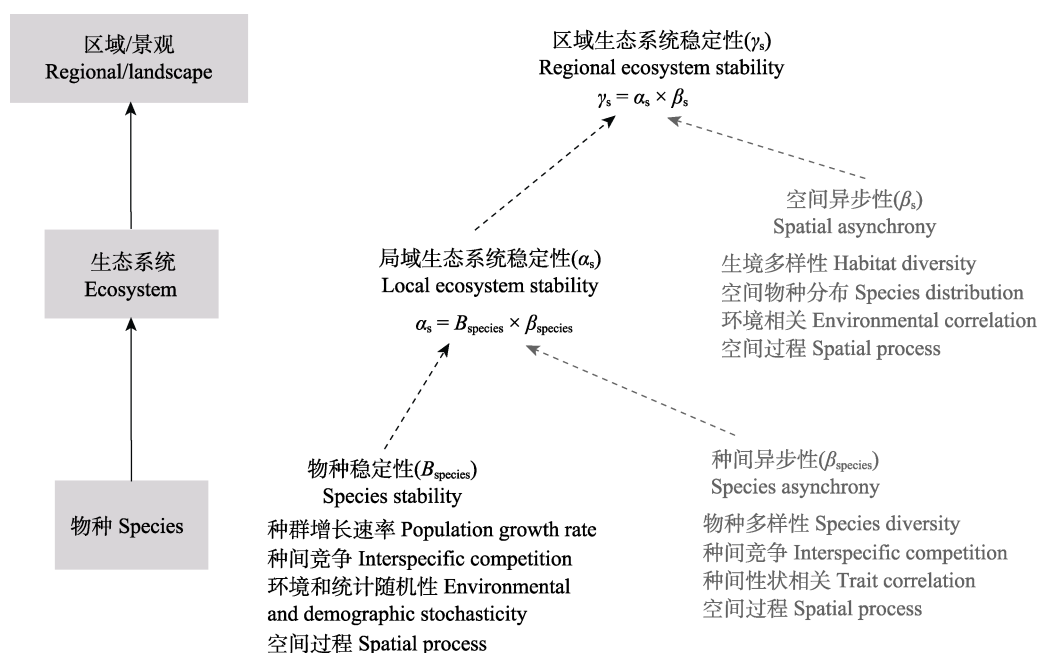 区域/景观
Regional/landscape
生态系统
Ecosystem
物种 Species
区域生态系统稳定性(γs)
Regional ecosystem stability
γs = αs × βs
空间异步性(βs)
Spatial asynchrony
生境多样性 Habitat diversity
空间物种分布 Species distribution
环境相关 Environmental correlation
空间过程 Spatial process
局域生态系统稳定性(αs)
Local ecosystem stability
αs = Bspecies × βspecies
物种稳定性(Bspecies)
Species stability
种群增长速率 Population growth rate
种间竞争 Interspecific competition
环境和统计随机性 Environmental
and demographic stochasticity
空间过程 Spatial process
种间异步性(βspecies)
Species asynchrony
物种多样性 Species diversity
种间竞争 Interspecific competition
种间性状相关 Trait correlation
空间过程 Spatial process